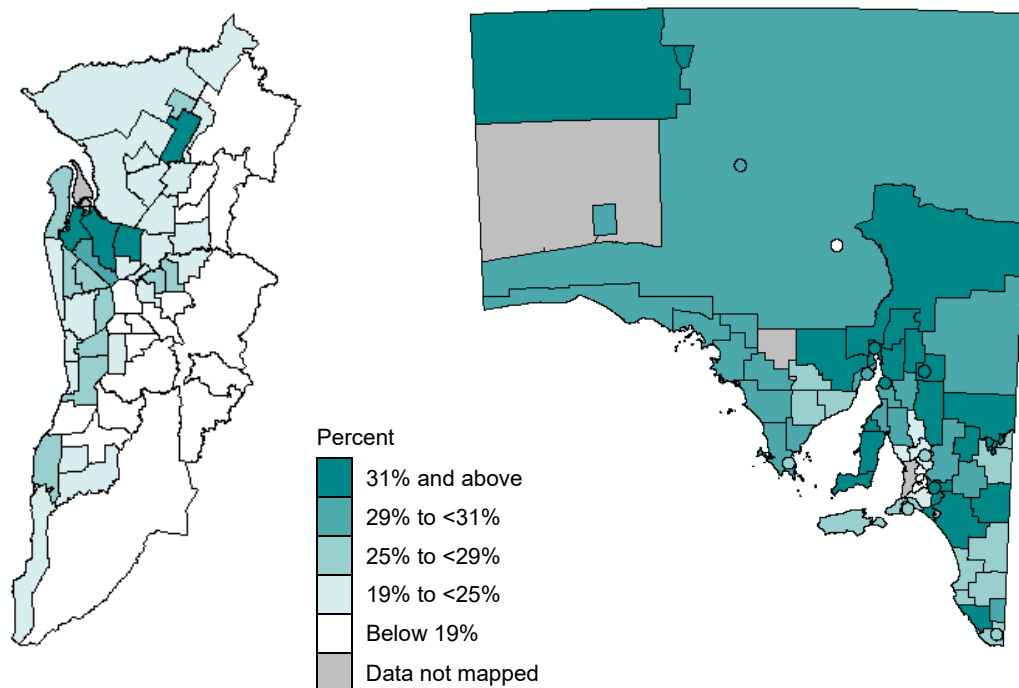 Percent
31% and above
29% to <31%
25% to <29%
19% to <25%
Below 19%
Data not mapped